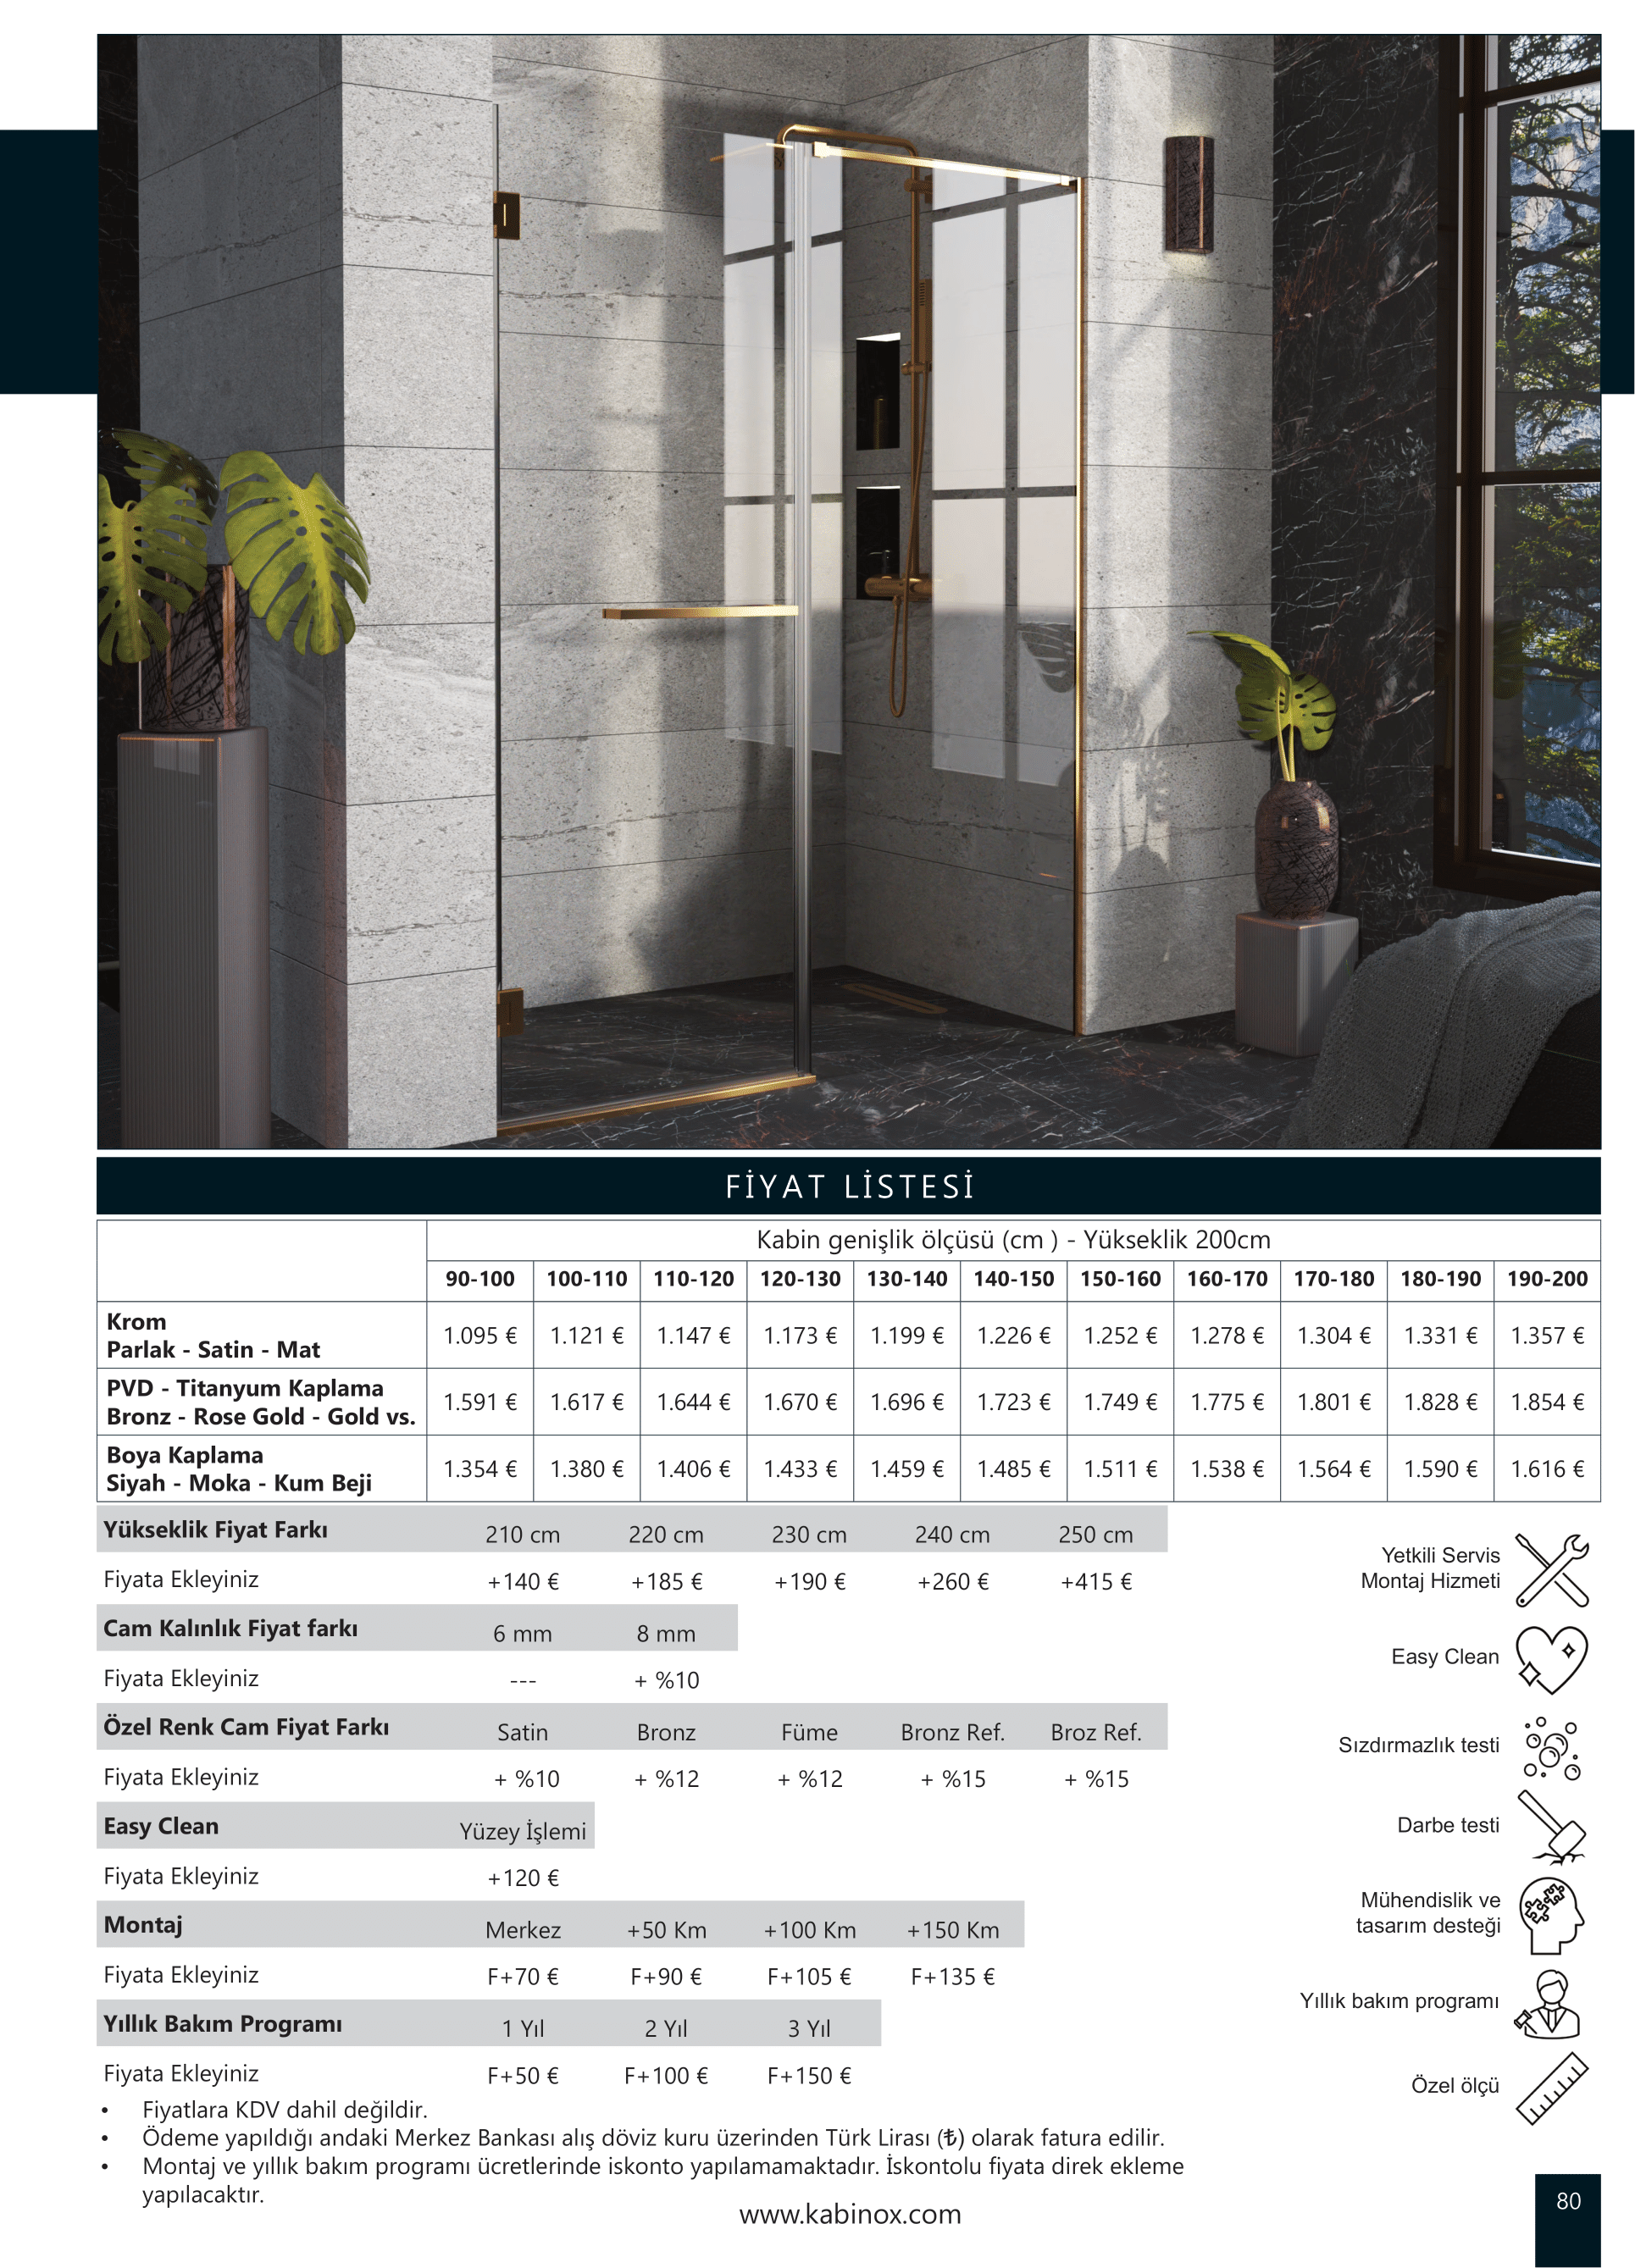 FİYAT LİSTESİ
Kabin genişlik ölçüsü (cm ) - Yükseklik 200cm
90-100 100-110 110-120 120-130 130-140 140-150 150-160 160-170 170-180 180-190 190-200
Krom
Parlak - Satin - Mat
1.095 € 1.121 € 1.147 € 1.173 € 1.199 € 1.226 € 1.252 € 1.278 € 1.304 € 1.331 € 1.357 €
PVD - Titanyum Kaplama
Bronz - Rose Gold - Gold vs.
1.591 € 1.617 € 1.644 € 1.670 € 1.696 € 1.723 € 1.749 € 1.775 € 1.801 € 1.828 € 1.854 €
Boya Kaplama
Siyah - Moka - Kum Beji
1.354 € 1.380 € 1.406 € 1.433 € 1.459 € 1.485 € 1.511 € 1.538 € 1.564 € 1.590 € 1.616 €
Yükseklik Fiyat Farkı 210 cm 220 cm 230 cm 240 cm 250 cm
Fiyata Ekleyiniz +140 € +185 € +190 € +260 € +415 €
Cam Kalınlık Fiyat farkı 6 mm 8 mm
Fiyata Ekleyiniz --- + %10
Özel Renk Cam Fiyat Farkı Satin Bronz Füme Bronz Ref. Broz Ref.
Fiyata Ekleyiniz + %10 + %12 + %12 + %15 + %15
Easy Clean Yüzey İşlemi
Fiyata Ekleyiniz +120 €
Montaj Merkez +50 Km +100 Km +150 Km
Fiyata Ekleyiniz F+70 € F+90 € F+105 € F+135 €
Yıllık Bakım Programı 1 Yıl 2 Yıl 3 Yıl
Fiyata Ekleyiniz F+50 € F+100 € F+150 €
• Fiyatlara KDV dahil değildir.
• Ödeme yapıldığı andaki Merkez Bankası alış döviz kuru üzerinden Türk Lirası (₺) olarak fatura edilir.
• Montaj ve yıllık bakım programı ücretlerinde iskonto yapılamamaktadır. İskontolu fiyata direk ekleme
yapılacaktır.
Yetkili Servis
Montaj Hizmeti
Easy Clean
Sızdırmazlık testi
Darbe testi
Mühendislik ve
tasarım desteği
Yıllık bakım programı
Özel ölçü
www.kabinox.com
80